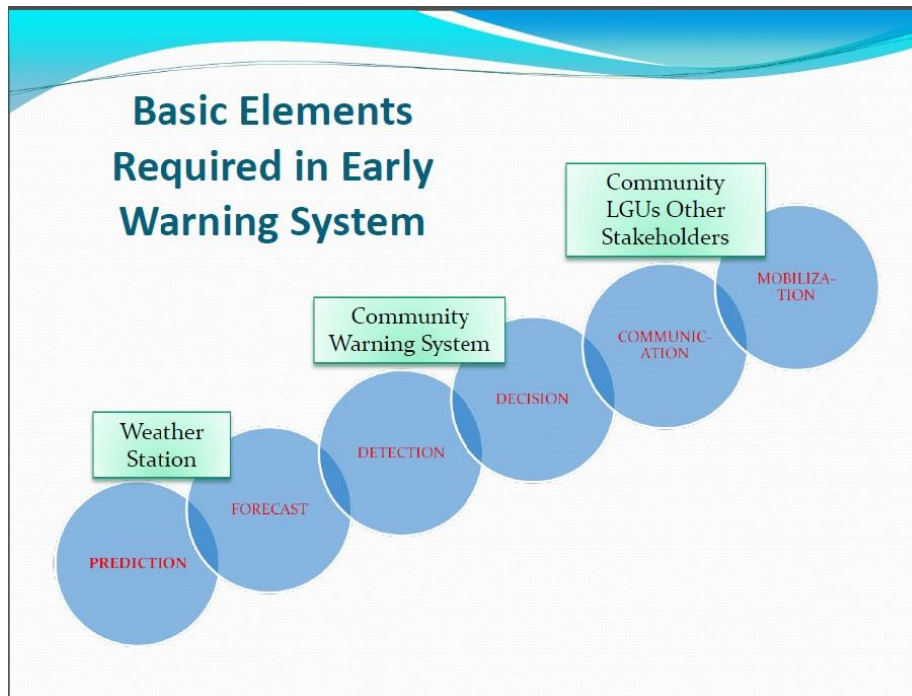 Basic Elements
Required in Early
Warning System
Community
LGUs Other
Stakeholders
MOBILIZA-
TION
Community
Warning System
COMMUNIC-
ATION
DECISION
Weather
Station
DETECTION
FORECAST
PREDICTION